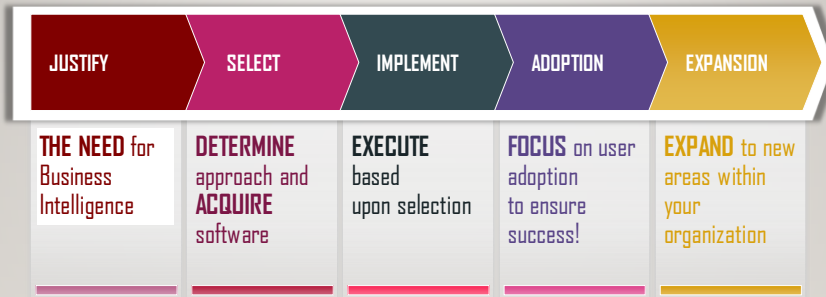 JUSTIFY
SELECT
IMPLEMENT
ADOPTION
EXPANSION
THE NEED for
Business
Intelligence
DETERMINE
approach and
ACQUIRE
software
EXECUTE
based
upon selection
FOCUS on user
adoption
to ensure
success!
EXPAND to new
areas within
your
organization